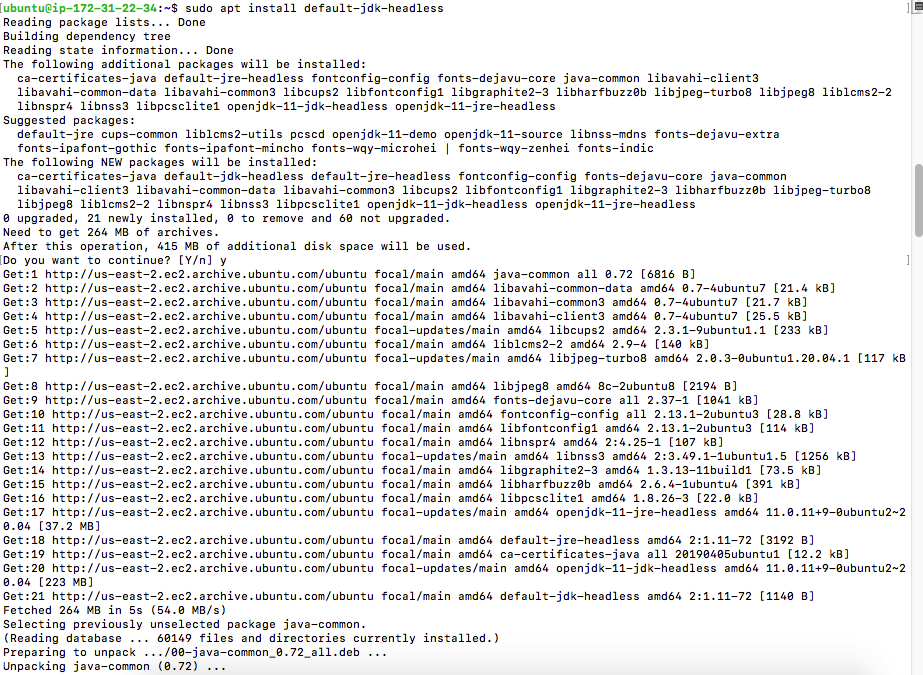 [ubuntu@ip-172-31-22-34:~$ sudo apt install default-jdk-headless ]
Reading package lists... Done
Building dependency tree
Reading state information... Done
The following additional packages will be installed:
  ca-certificates-java default-jre-headless fontconfig-config fonts-dejavu-core java-common libavahi-client3
  libavahi-common-data libavahi-common3 libcups2 libfontconfig1 libgraphite2-3 libharfbuzz0b libjpeg-turbo8 libjpeg8 liblcms2-2
  libnspr4 libnss3 libpcsclite1 openjdk-11-jdk-headless openjdk-11-jre-headless
Suggested packages:
  default-jre cups-common liblcms2-utils pcscd openjdk-11-demo openjdk-11-source libnss-mdns fonts-dejavu-extra
  fonts-ipafont-gothic fonts-ipafont-mincho fonts-wqy-microhei | fonts-wqy-zenhei fonts-indic
The following NEW packages will be installed:
  ca-certificates-java default-jdk-headless default-jre-headless fontconfig-config fonts-dejavu-core java-common
  libavahi-client3 libavahi-common-data libavahi-common3 libcups2 libfontconfig1 libgraphite2-3 libharfbuzz0b libjpeg-turbo8
  libjpeg8 liblcms2-2 libnspr4 libnss3 libpcsclite1 openjdk-11-jdk-headless openjdk-11-jre-headless
0 upgraded, 21 newly installed, 0 to remove and 60 not upgraded.
Need to get 264 MB of archives.
After this operation, 415 MB of additional disk space will be used.
[Do you want to continue? [Y/n] y ]
Get:1 http://us-east-2.ec2.archive.ubuntu.com/ubuntu focal/main amd64 java-common all 0.72 [6816 B]
Get:2 http://us-east-2.ec2.archive.ubuntu.com/ubuntu focal/main amd64 libavahi-common-data amd64 0.7-4ubuntu7 [21.4 kB]
Get:3 http://us-east-2.ec2.archive.ubuntu.com/ubuntu focal/main amd64 libavahi-common3 amd64 0.7-4ubuntu7 [21.7 kB]
Get:4 http://us-east-2.ec2.archive.ubuntu.com/ubuntu focal/main amd64 libavahi-client3 amd64 0.7-4ubuntu7 [25.5 kB]
Get:5 http://us-east-2.ec2.archive.ubuntu.com/ubuntu focal-updates/main amd64 libcups2 amd64 2.3.1-9ubuntu1.1 [233 kB]
Get:6 http://us-east-2.ec2.archive.ubuntu.com/ubuntu focal/main amd64 liblcms2-2 amd64 2.9-4 [140 kB]
Get:7 http://us-east-2.ec2.archive.ubuntu.com/ubuntu focal-updates/main amd64 libjpeg-turbo8 amd64 2.0.3-0ubuntu1.20.04.1 [117 kB
]
Get:8 http://us-east-2.ec2.archive.ubuntu.com/ubuntu focal/main amd64 libjpeg8 amd64 8c-2ubuntu8 [2194 B]
Get:9 http://us-east-2.ec2.archive.ubuntu.com/ubuntu focal/main amd64 fonts-dejavu-core all 2.37-1 [1041 kB]
Get:10 http://us-east-2.ec2.archive.ubuntu.com/ubuntu focal/main amd64 fontconfig-config all 2.13.1-2ubuntu3 [28.8 kB]
Get:11 http://us-east-2.ec2.archive.ubuntu.com/ubuntu focal/main amd64 libfontconfig1 amd64 2.13.1-2ubuntu3 [114 kB]
Get:12 http://us-east-2.ec2.archive.ubuntu.com/ubuntu focal/main amd64 libnspr4 amd64 2:4.25-1 [107 kB]
Get:13 http://us-east-2.ec2.archive.ubuntu.com/ubuntu focal-updates/main amd64 libnss3 amd64 2:3.49.1-1ubuntu1.5 [1256 kB]
Get:14 http://us-east-2.ec2.archive.ubuntu.com/ubuntu focal/main amd64 libgraphite2-3 amd64 1.3.13-11build1 [73.5 kB]
Get:15 http://us-east-2.ec2.archive.ubuntu.com/ubuntu focal/main amd64 libharfbuzz0b amd64 2.6.4-1ubuntu4 [391 kB]
Get:16 http://us-east-2.ec2.archive.ubuntu.com/ubuntu focal/main amd64 libpcsclite1 amd64 1.8.26-3 [22.0 kB]
Get:17 http://us-east-2.ec2.archive.ubuntu.com/ubuntu focal-updates/main amd64 openjdk-11-jre-headless amd64 11.0.11+9-0ubuntu2~2
0.04 [37.2 MB]
Get:18 http://us-east-2.ec2.archive.ubuntu.com/ubuntu focal/main amd64 default-jre-headless amd64 2:1.11-72 [3192 B]
Get:19 http://us-east-2.ec2.archive.ubuntu.com/ubuntu focal/main amd64 ca-certificates-java all 20190405ubuntu1 [12.2 kB]
Get:20 http://us-east-2.ec2.archive.ubuntu.com/ubuntu focal-updates/main amd64 openjdk-11-jdk-headless amd64 11.0.11+9-0ubuntu2~2
0.04 [223 MB]
Get:21 http://us-east-2.ec2.archive.ubuntu.com/ubuntu focal/main amd64 default-jdk-headless amd64 2:1.11-72 [1140 B]
Fetched 264 MB in 5s (54.0 MB/s)
Selecting previously unselected package java-common.
(Reading database ... 60149 files and directories currently installed.)
Preparing to unpack .../00-java-common_0.72_all.deb ...
Unpacking java-common (0.72) ...